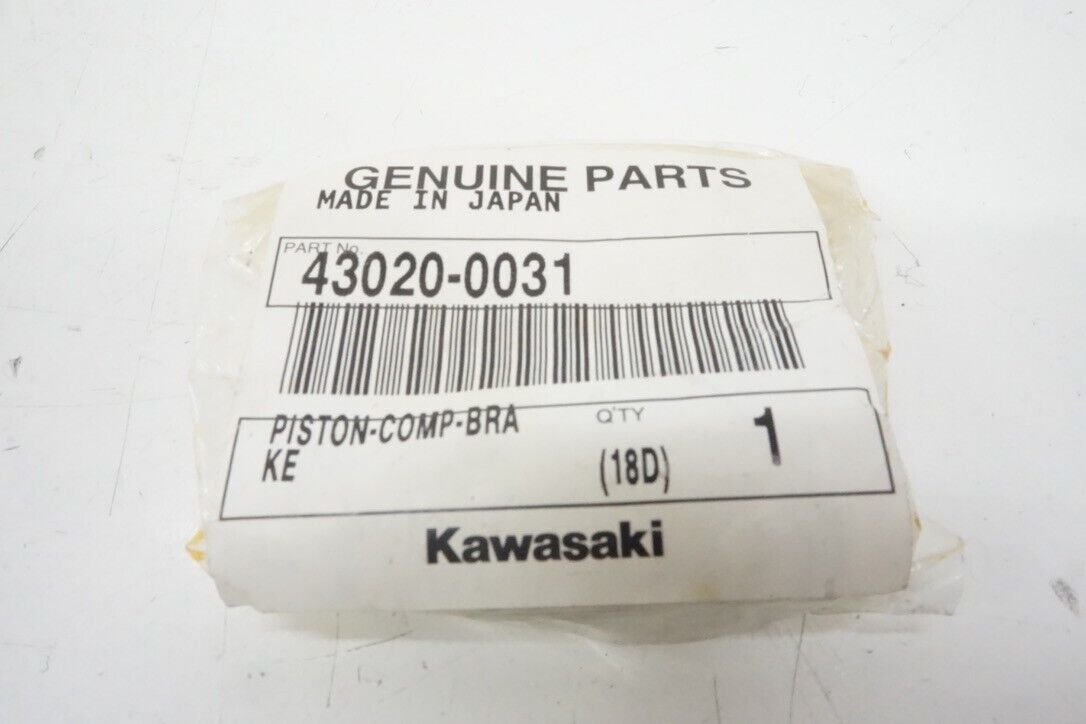 GENUINE PARTS
MADE IN JAPAN
PART No.
43020-0031
PISTON-COMP-BRA Q'TY 1
KE (18D)
Kawasaki